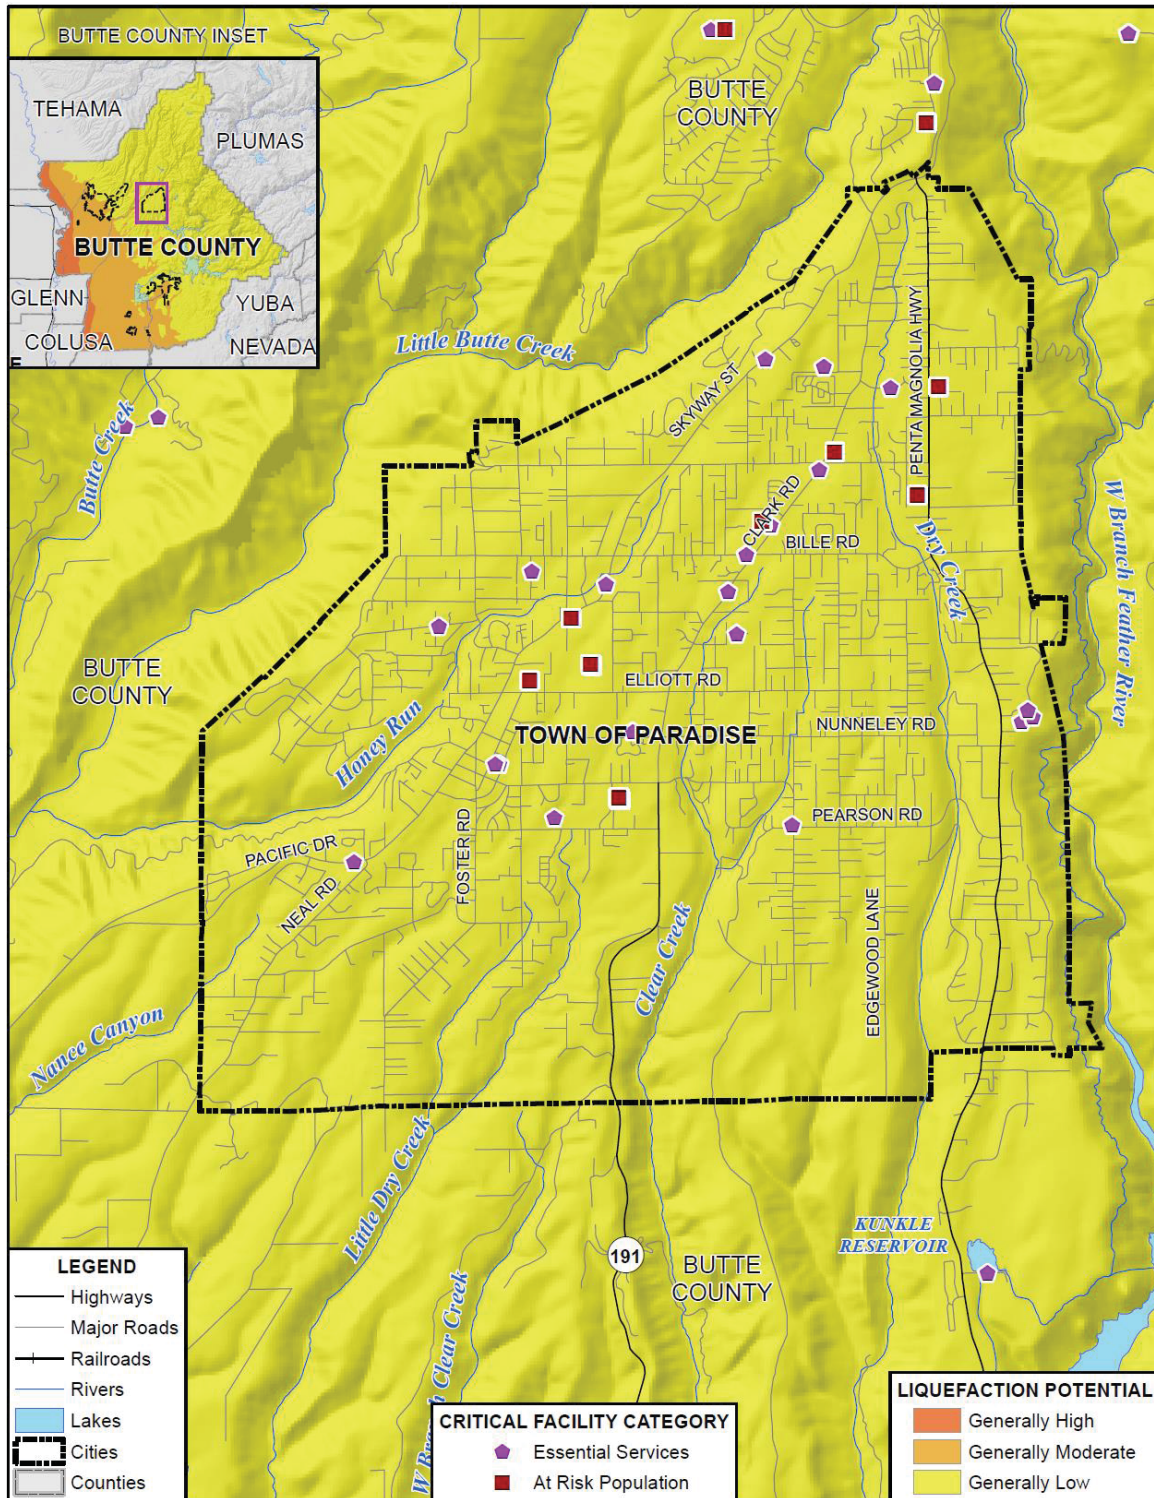 BUTTE COUNTY INSET
TEHAMA
PLUMAS
BUTTE COUNTY
GLENN
COLUSA
YUBA
NEVADA
BUTTE
COUNTY
Little Butte Creek
SKYWAY ST
PENTA MAGNOLIA HWY
Butte Creek
CLARK RD
BILLE RD
Dry Creek
W Branch Feather River
BUTTE
COUNTY
ELLIOTT RD
Honey Run
TOWN OF PARADISE
NUNNELEY RD
PEARSON RD
PACIFIC DR
NEAL RD
FOSTER RD
EDGEWOOD LANE
Clear Creek
Nance Canyon
Little Dry Creek
KUNKLE
RESERVOIR
191
BUTTE
COUNTY
W Branch Clear Creek
LEGEND
Highways
Major Roads
Railroads
Rivers
Lakes
Cities
Counties
CRITICAL FACILITY CATEGORY
Essential Services
At Risk Population
LIQUEFACTION POTENTIAL
Generally High
Generally Moderate
Generally Low